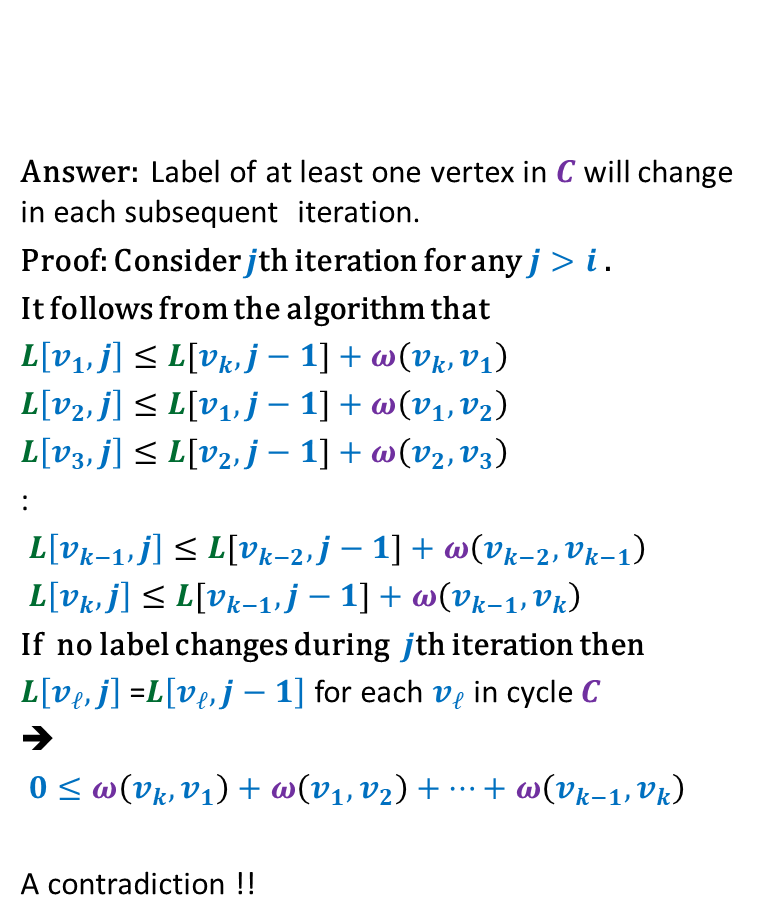 Answer: Label of at least one vertex in C will change
in each subsequent iteration.
Proof: Consider jth iteration for any j > i .
It follows from the algorithm that
L[v₁, j] ≤ L[vₖ, j − 1] + ω(vₖ, v₁)
L[v₂, j] ≤ L[v₁, j − 1] + ω(v₁, v₂)
L[v₃, j] ≤ L[v₂, j − 1] + ω(v₂, v₃)
:
L[vₖ₋₁, j] ≤ L[vₖ₋₂, j − 1] + ω(vₖ₋₂, vₖ₋₁)
L[vₖ, j] ≤ L[vₖ₋₁, j − 1] + ω(vₖ₋₁, vₖ)
If no label changes during jth iteration then
L[v_ℓ, j] =L[v_ℓ, j − 1] for each v_ℓ in cycle C
➔
0 ≤ ω(vₖ, v₁) + ω(v₁, v₂) + ⋯ + ω(vₖ₋₁, vₖ)
A contradiction !!